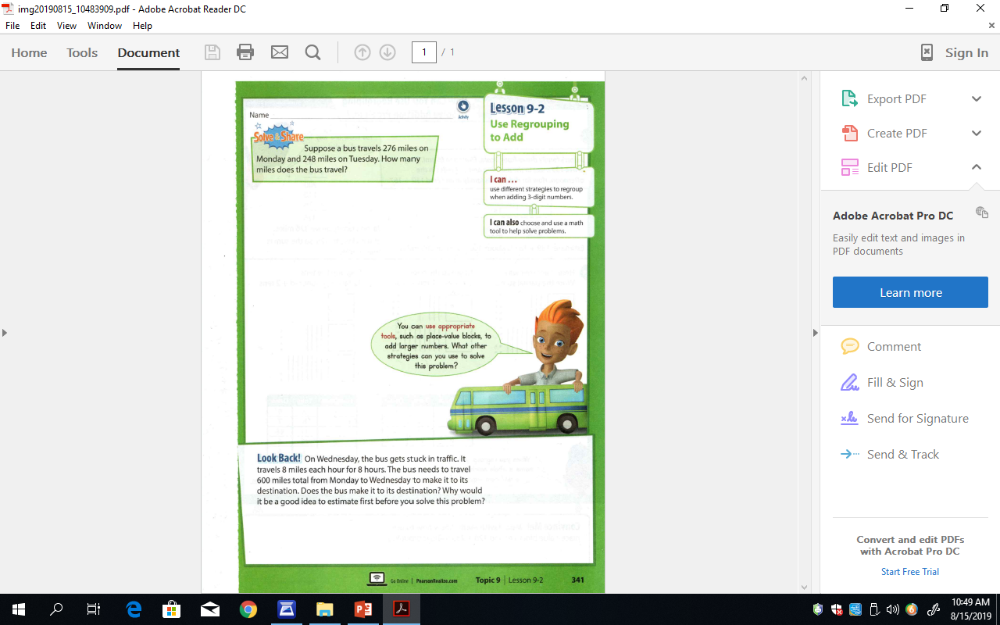 img20190815_10483909.pdf - Adobe Acrobat Reader DC
File Edit View Window Help
Home Tools Document 1 / 1 Sign In
Name
Activity
Solve & Share
Suppose a bus travels 276 miles on
Monday and 248 miles on Tuesday. How many
miles does the bus travel?
Lesson 9-2
Use Regrouping
to Add
I can ...
use different strategies to regroup
when adding 3-digit numbers.
I can also choose and use a math
tool to help solve problems.
You can use appropriate
tools, such as place-value blocks, to
add larger numbers. What other
strategies can you use to solve
this problem?
Look Back! On Wednesday, the bus gets stuck in traffic. It
travels 8 miles each hour for 8 hours. The bus needs to travel
600 miles total from Monday to Wednesday to make it to its
destination. Does the bus make it to its destination? Why would
it be a good idea to estimate first before you solve this problem?
Go Online | PearsonRealize.com Topic 9 | Lesson 9-2 341
Export PDF
Create PDF
Edit PDF
Adobe Acrobat Pro DC
Easily edit text and images in
PDF documents
Learn more
Comment
Fill & Sign
Send for Signature
Send & Track
Convert and edit PDFs
with Acrobat Pro DC
Start Free Trial
10:49 AM
8/15/2019